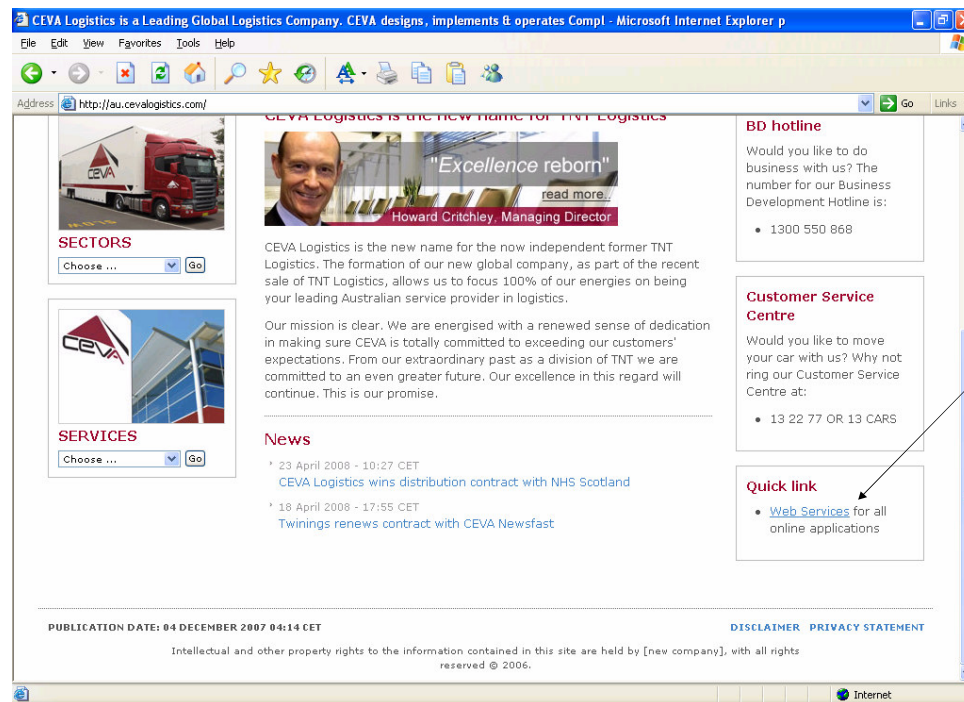 CEVA Logistics is a Leading Global Logistics Company. CEVA designs, implements & operates Compl - Microsoft Internet Explorer p
File Edit View Favorites Tools Help
Address http://au.cevalogistics.com/ Go Links
CEVA
SECTORS
Choose ... Go
CEVA
SERVICES
Choose ... Go
CEVA Logistics is the new name for TNT Logistics
"Excellence reborn"
read more..
Howard Critchley, Managing Director
CEVA Logistics is the new name for the now independent former TNT
Logistics. The formation of our new global company, as part of the recent
sale of TNT Logistics, allows us to focus 100% of our energies on being
your leading Australian service provider in logistics.
Our mission is clear. We are energised with a renewed sense of dedication
in making sure CEVA is totally committed to exceeding our customers'
expectations. From our extraordinary past as a division of TNT we are
committed to an even greater future. Our excellence in this regard will
continue. This is our promise.
News
23 April 2008 - 10:27 CET
CEVA Logistics wins distribution contract with NHS Scotland
18 April 2008 - 17:55 CET
Twinings renews contract with CEVA Newsfast
BD hotline
Would you like to do
business with us? The
number for our Business
Development Hotline is:
• 1300 550 868
Customer Service
Centre
Would you like to move
your car with us? Why not
ring our Customer Service
Centre at:
• 13 22 77 OR 13 CARS
Quick link
• Web Services for all
online applications
PUBLICATION DATE: 04 DECEMBER 2007 04:14 CET
DISCLAIMER PRIVACY STATEMENT
Intellectual and other property rights to the information contained in this site are held by [new company], with all rights
reserved @ 2006.
Internet